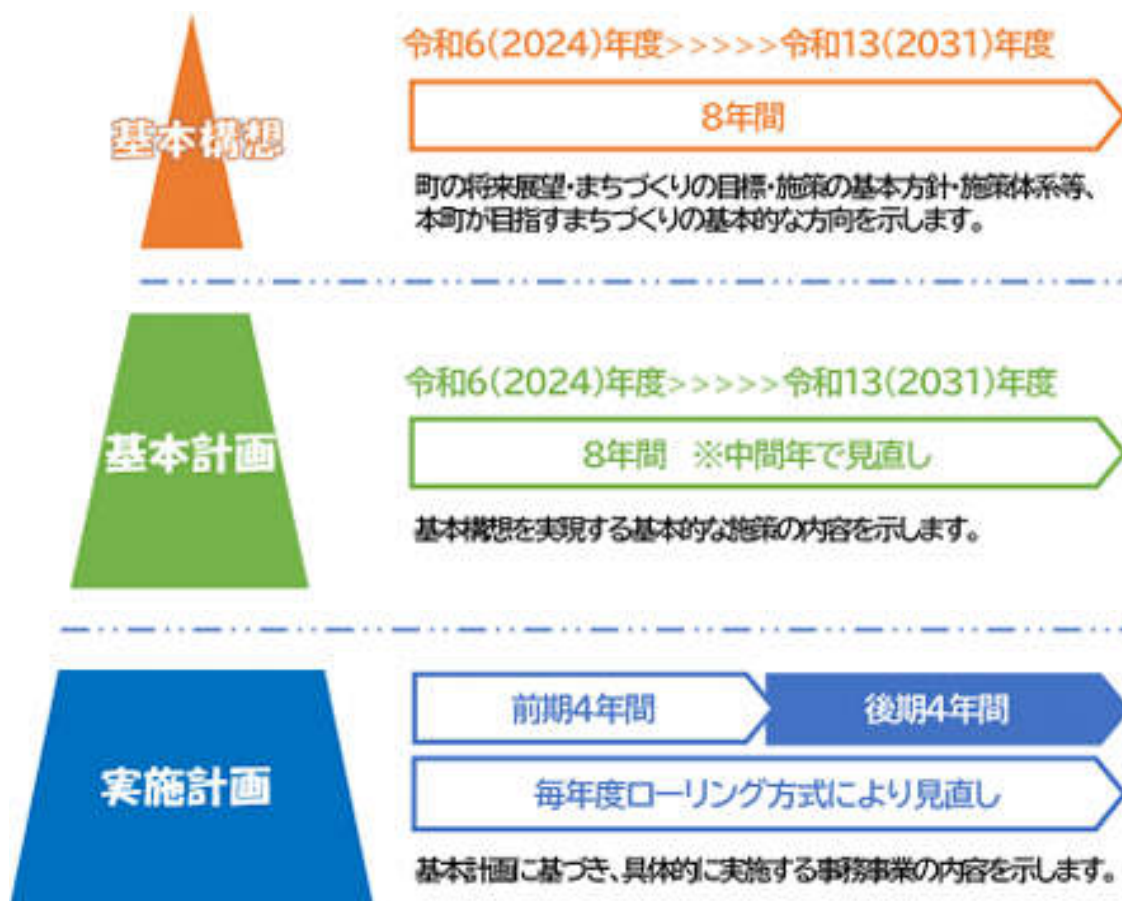 令和6(2024)年度>>>>>令和13(2031)年度
基本構想
8年間
町の将来展望・まちづくりの目標・施策の基本方針・施策体系等、
本町が目指すまちづくりの基本的な方向を示します。
令和6(2024)年度>>>>>令和13(2031)年度
基本計画
8年間 ※中間年で見直し
基本構想を実現する基本的な施策の内容を示します。
実施計画
前期4年間
後期4年間
毎年度ローリング方式により見直し
基本計画に基づき、具体的に実施する事務事業の内容を示します。